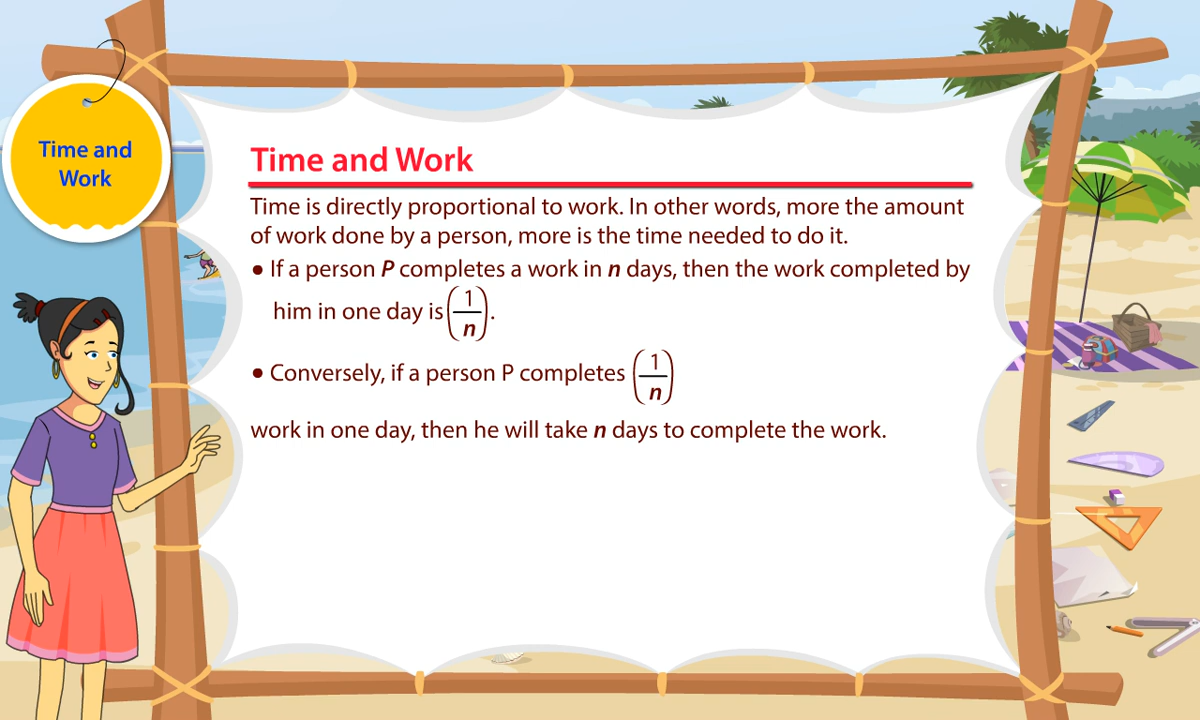 Time and
Work
Time and Work
Time is directly proportional to work. In other words, more the amount
of work done by a person, more is the time needed to do it.
• If a person P completes a work in n days, then the work completed by
him in one day is (1/n).
• Conversely, if a person P completes (1/n)
work in one day, then he will take n days to complete the work.